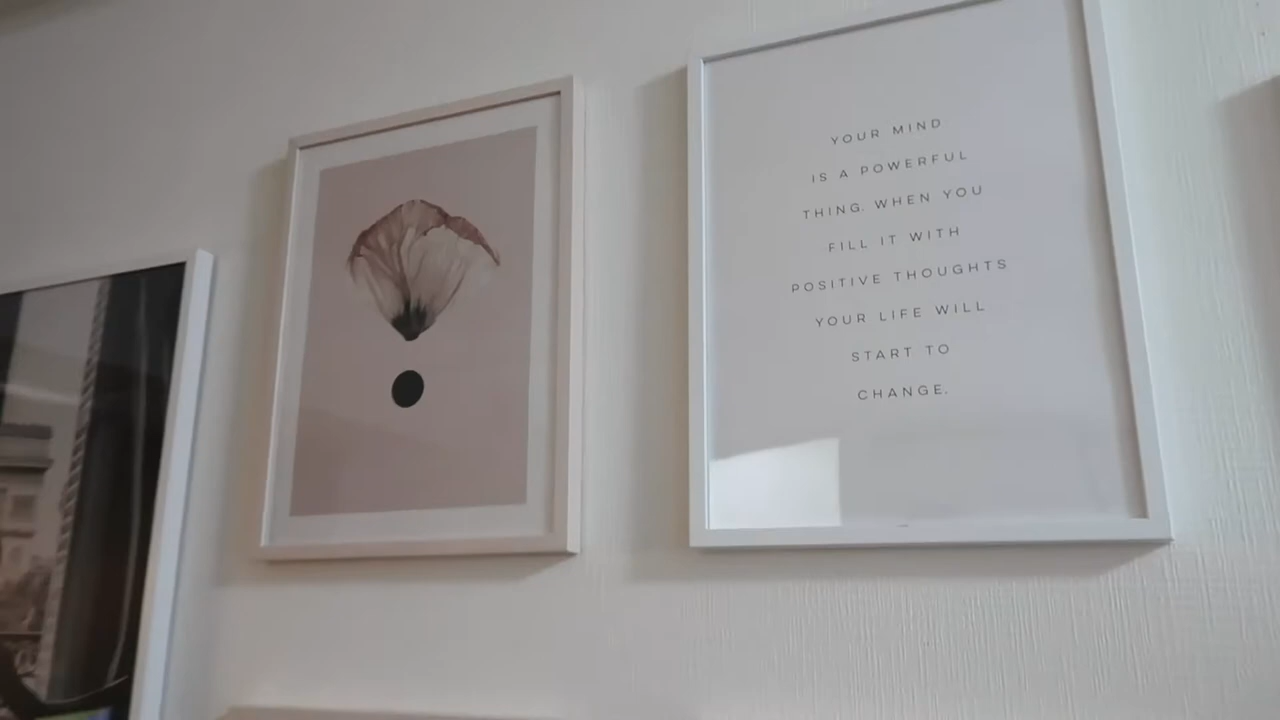 YOUR MIND
IS A POWERFUL
THING. WHEN YOU
FILL IT WITH
POSITIVE THOUGHTS
YOUR LIFE WILL
START TO
CHANGE.